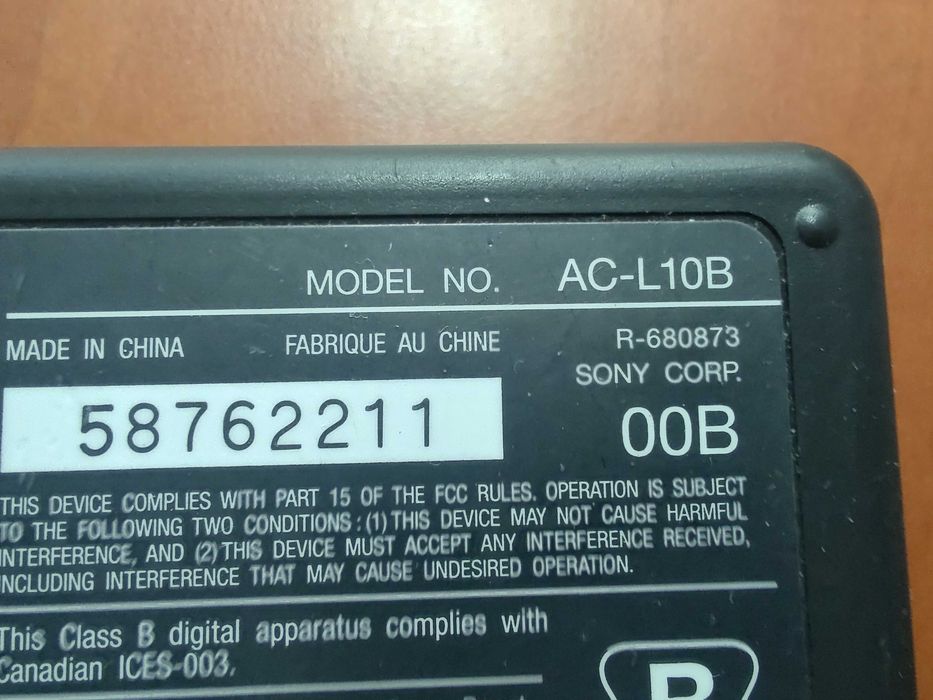 MODEL NO. AC-L10B
MADE IN CHINA FABRIQUE AU CHINE R-680873
SONY CORP.
58762211 00B
THIS DEVICE COMPLIES WITH PART 15 OF THE FCC RULES. OPERATION IS SUBJECT
TO THE FOLLOWING TWO CONDITIONS: (1) THIS DEVICE MAY NOT CAUSE HARMFUL
INTERFERENCE, AND (2) THIS DEVICE MUST ACCEPT ANY INTERFERENCE RECEIVED,
INCLUDING INTERFERENCE THAT MAY CAUSE UNDESIRED OPERATION.
This Class B digital apparatus complies with
Canadian ICES-003.